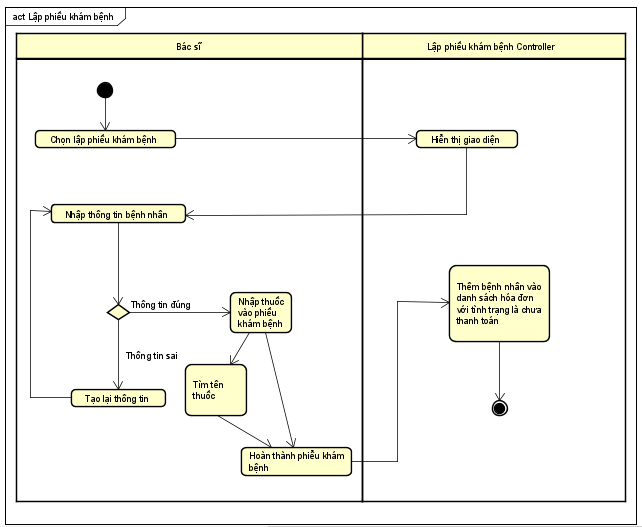 act Lập phiếu khám bệnh
Bác sĩ
Lập phiếu khám bệnh Controller
Chọn lập phiếu khám bệnh
Hiển thị giao diện
Nhập thông tin bệnh nhân
Thông tin đúng
Nhập thuốc
vào phiếu
khám bệnh
Thêm bệnh nhân vào
danh sách hóa đơn
với tình trạng là chưa
thanh toán
Thông tin sai
Tìm tên
thuốc
Tạo lại thông tin
Hoàn thành phiếu khám
bệnh